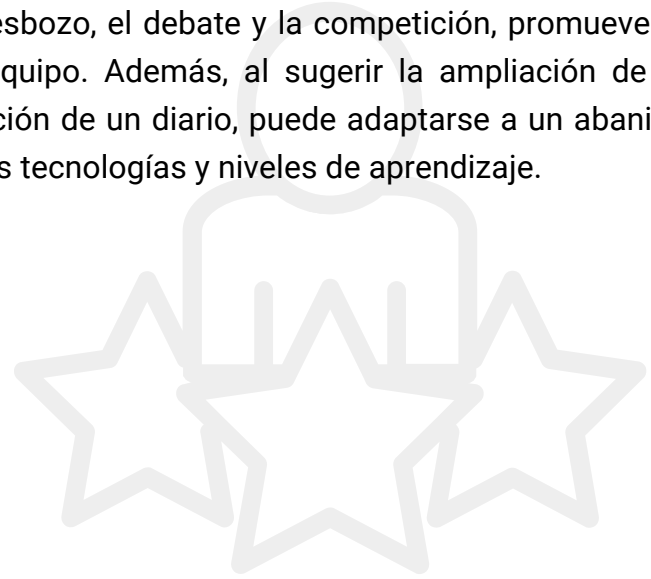 esbozo, el debate y la competición, promueve
quipo. Además, al sugerir la ampliación de
ción de un diario, puede adaptarse a un abani
s tecnologías y niveles de aprendizaje.